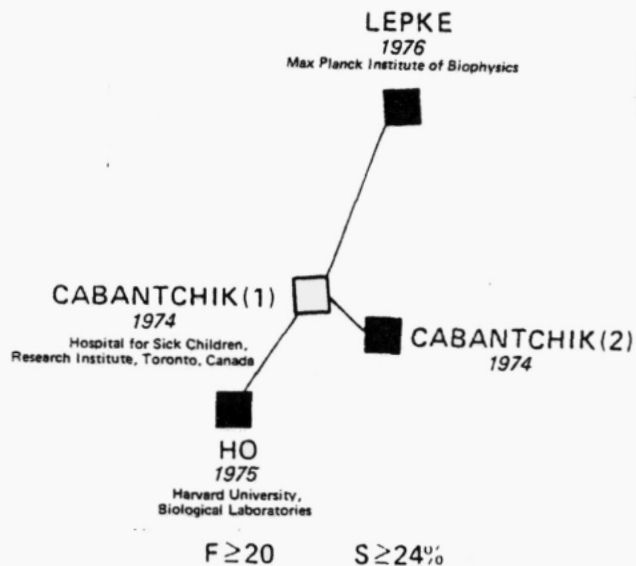 LEPKE
1976
Max Planck Institute of Biophysics
CABANTCHIK(1)
1974
Hospital for Sick Children,
Research Institute, Toronto, Canada
CABANTCHIK(2)
1974
HO
1975
Harvard University,
Biological Laboratories
F≥20 S≥24%